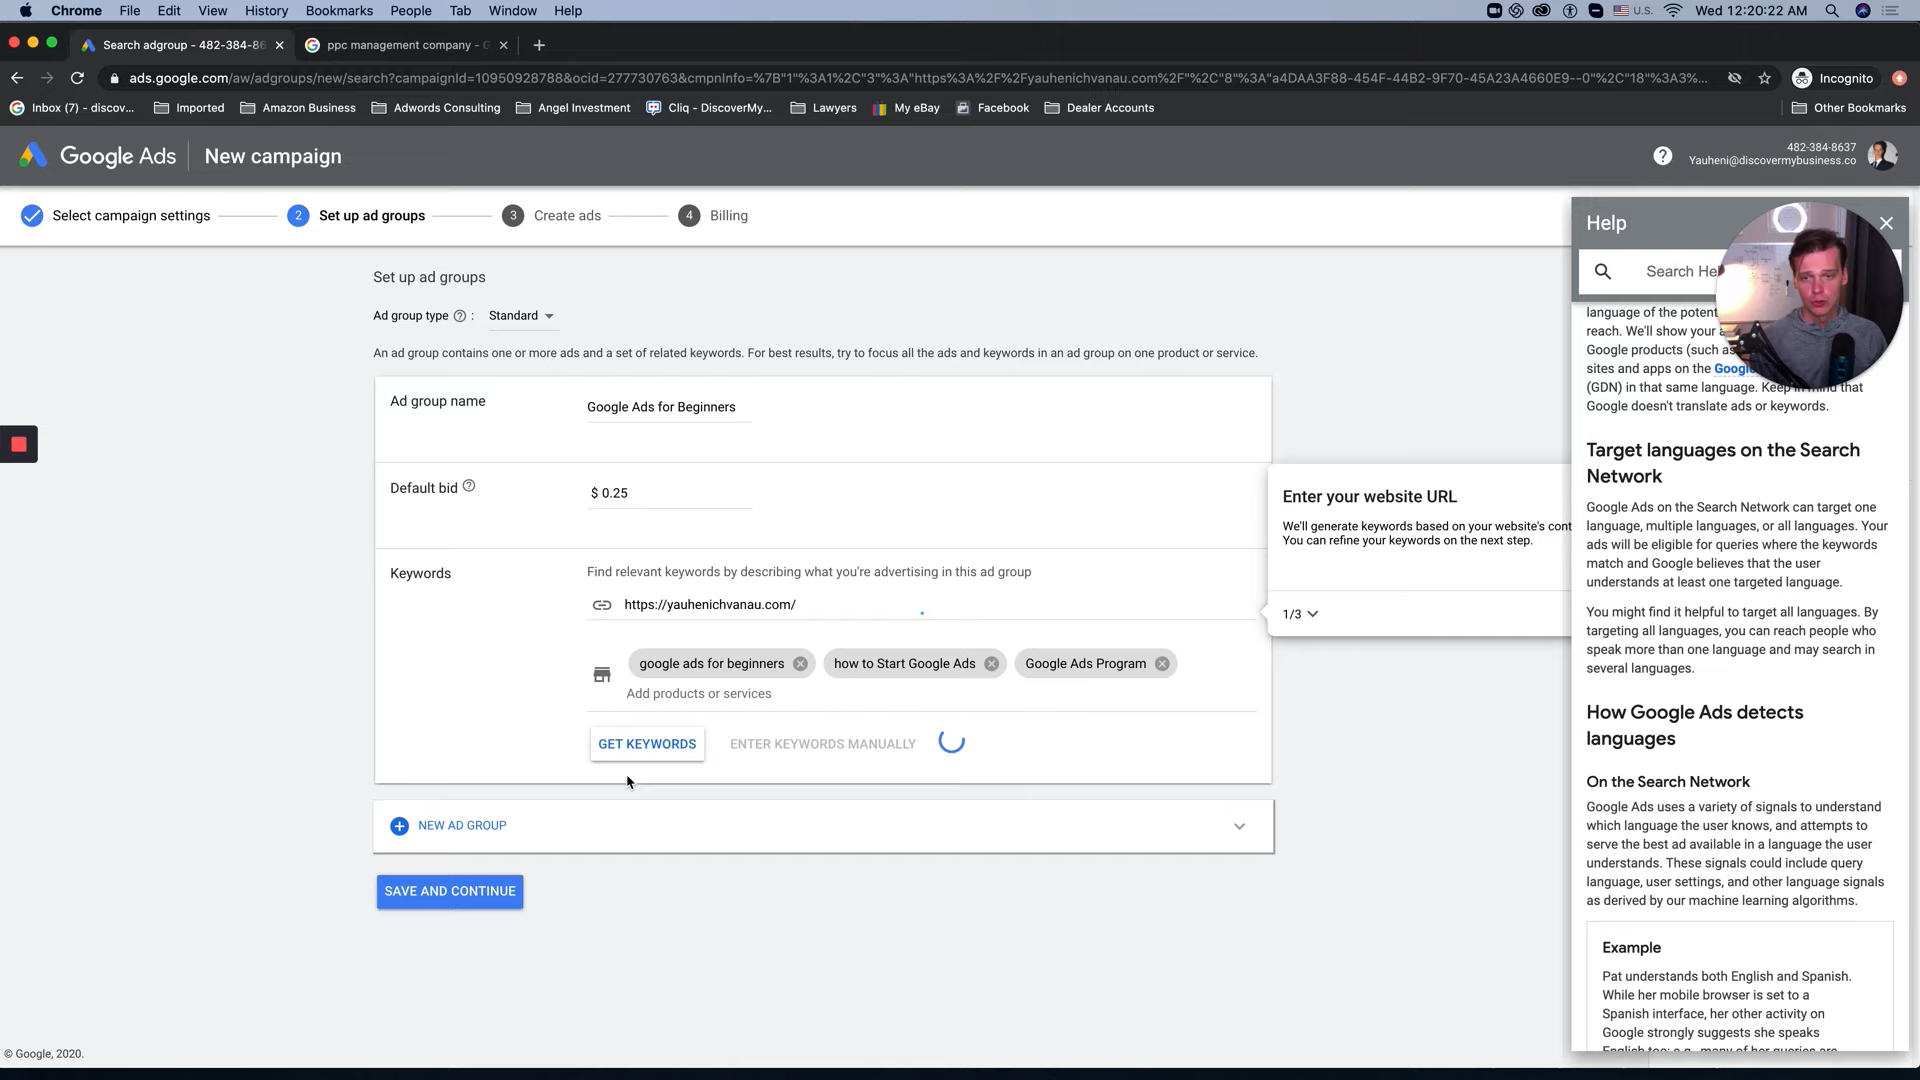 Chrome File Edit View History Bookmarks People Tab Window Help U.S. Wed 12:20:22 AM
Search adgroup - 482-384-86 ppc management company - G
ads.google.com/aw/adgroups/new/search?campaignId=10950928788&ocid=277730763&cmpnInfo=%7B"1"%3A1%2C"3"%3A"https%3A%2F%2Fyauhenichvanau.com%2F"%2C"8"%3A"a4DAA3F88-454F-44B2-9F70-45A23A4660E9--0"%2C"18"%3A3%... Incognito
Inbox (7) - discov... Imported Amazon Business Adwords Consulting Angel Investment Cliq - DiscoverMy... Lawyers My eBay Facebook Dealer Accounts Other Bookmarks
Google Ads New campaign
482-384-8637
Yauheni@discovermybusiness.co
Select campaign settings 2 Set up ad groups 3 Create ads 4 Billing
Set up ad groups
Ad group type : Standard
An ad group contains one or more ads and a set of related keywords. For best results, try to focus all the ads and keywords in an ad group on one product or service.
Ad group name Google Ads for Beginners
Default bid $ 0.25
Keywords Find relevant keywords by describing what you're advertising in this ad group
https://yauhenichvanau.com/
google ads for beginners how to Start Google Ads Google Ads Program
Add products or services
GET KEYWORDS ENTER KEYWORDS MANUALLY
NEW AD GROUP
SAVE AND CONTINUE
© Google, 2020.
Enter your website URL
We'll generate keywords based on your website's cont
You can refine your keywords on the next step.
1/3
Help
Search He
language of the potent
reach. We'll show your
Google products (such as
sites and apps on the Google
(GDN) in that same language. Keep in mind that
Google doesn't translate ads or keywords.
Target languages on the Search
Network
Google Ads on the Search Network can target one
language, multiple languages, or all languages. Your
ads will be eligible for queries where the keywords
match and Google believes that the user
understands at least one targeted language.
You might find it helpful to target all languages. By
targeting all languages, you can reach people who
speak more than one language and may search in
several languages.
How Google Ads detects
languages
On the Search Network
Google Ads uses a variety of signals to understand
which language the user knows, and attempts to
serve the best ad available in a language the user
understands. These signals could include query
language, user settings, and other language signals
as derived by our machine learning algorithms.
Example
Pat understands both English and Spanish.
While her mobile browser is set to a
Spanish interface, her other activity on
Google strongly suggests she speaks
English too; e.g., many of her queries are